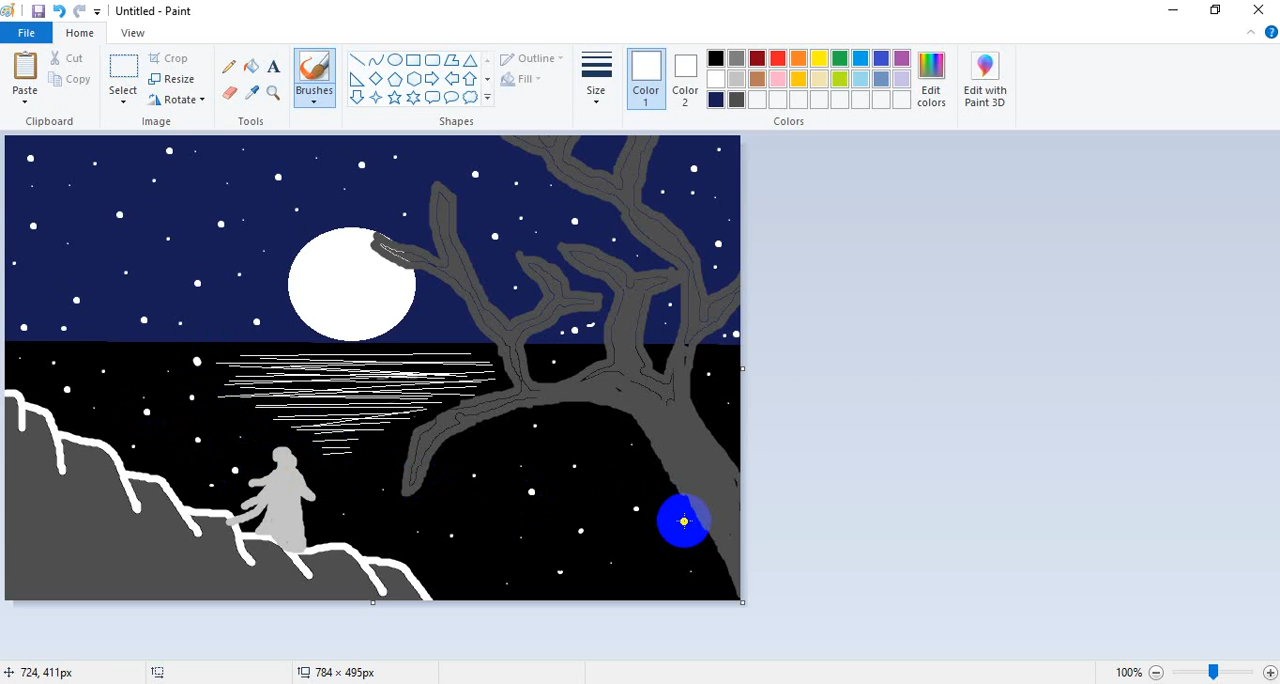 Untitled - Paint
File Home View
Paste
Cut
Copy
Clipboard
Select
Crop
Resize
Rotate
Image
A
Tools
Brushes
Shapes
Outline
Fill
Size
Color 1
Color 2
Edit colors
Colors
Edit with Paint 3D
724, 411px
784 × 495px
100%